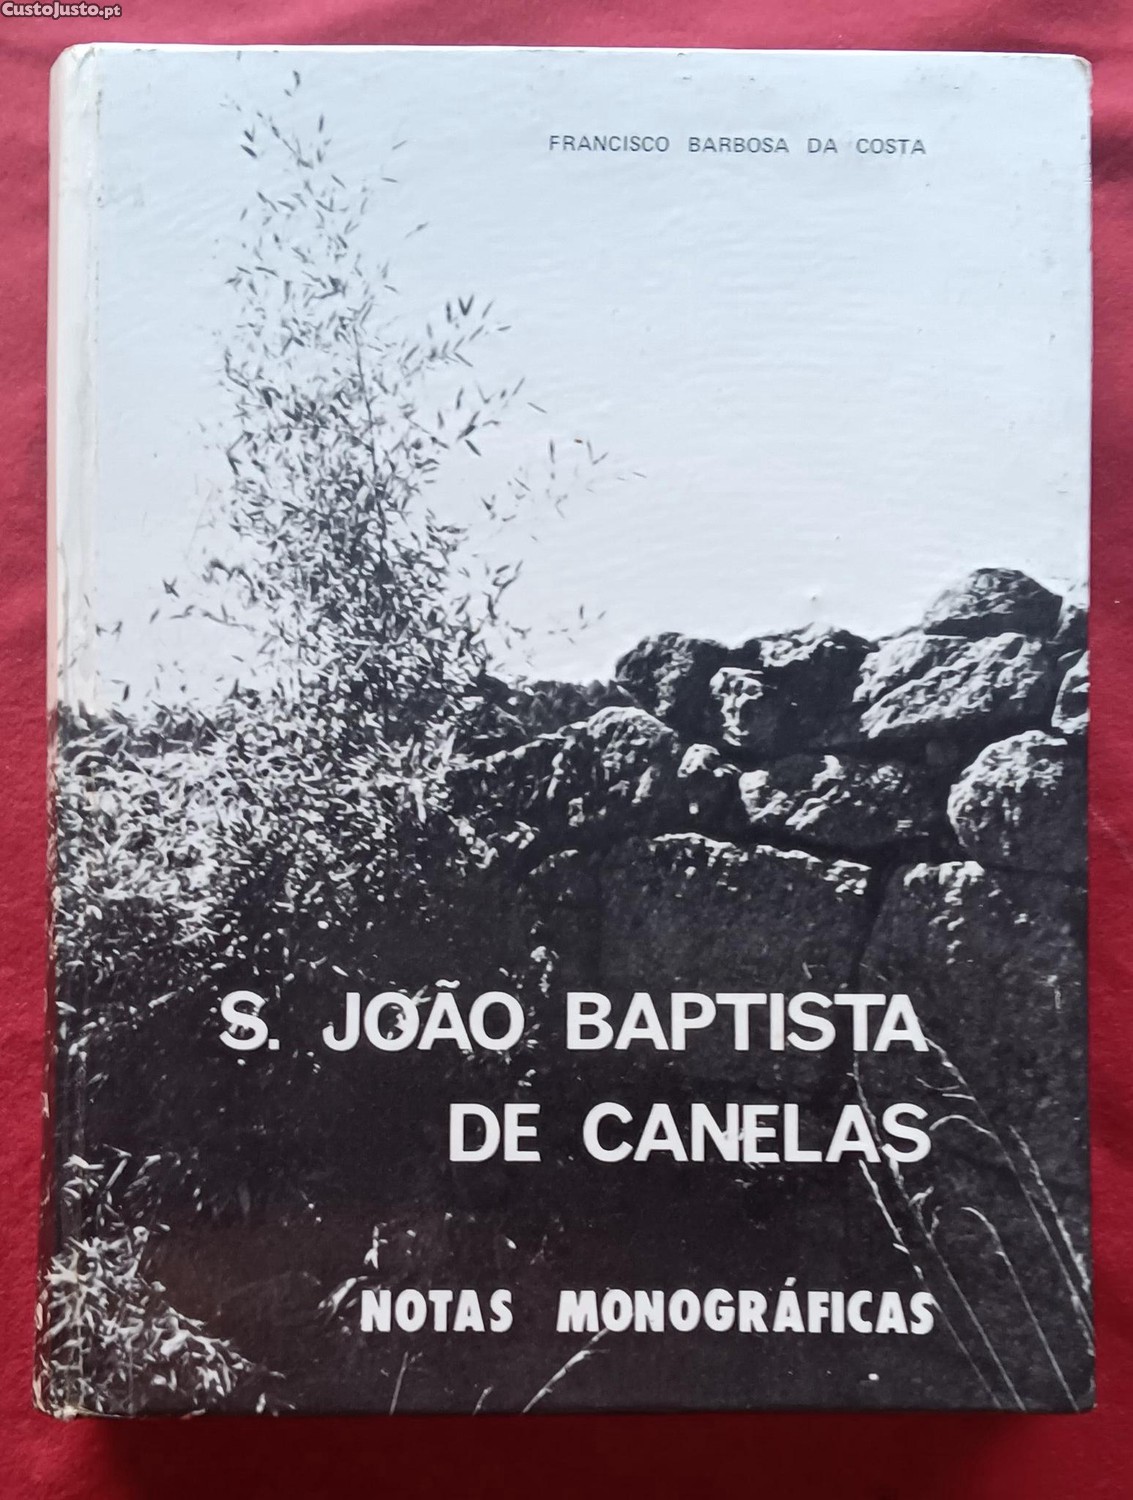 CustoJusto.pt
FRANCISCO BARBOSA DA COSTA
S. JOÃO BAPTISTA
DE CANELAS
NOTAS MONOGRÁFICAS